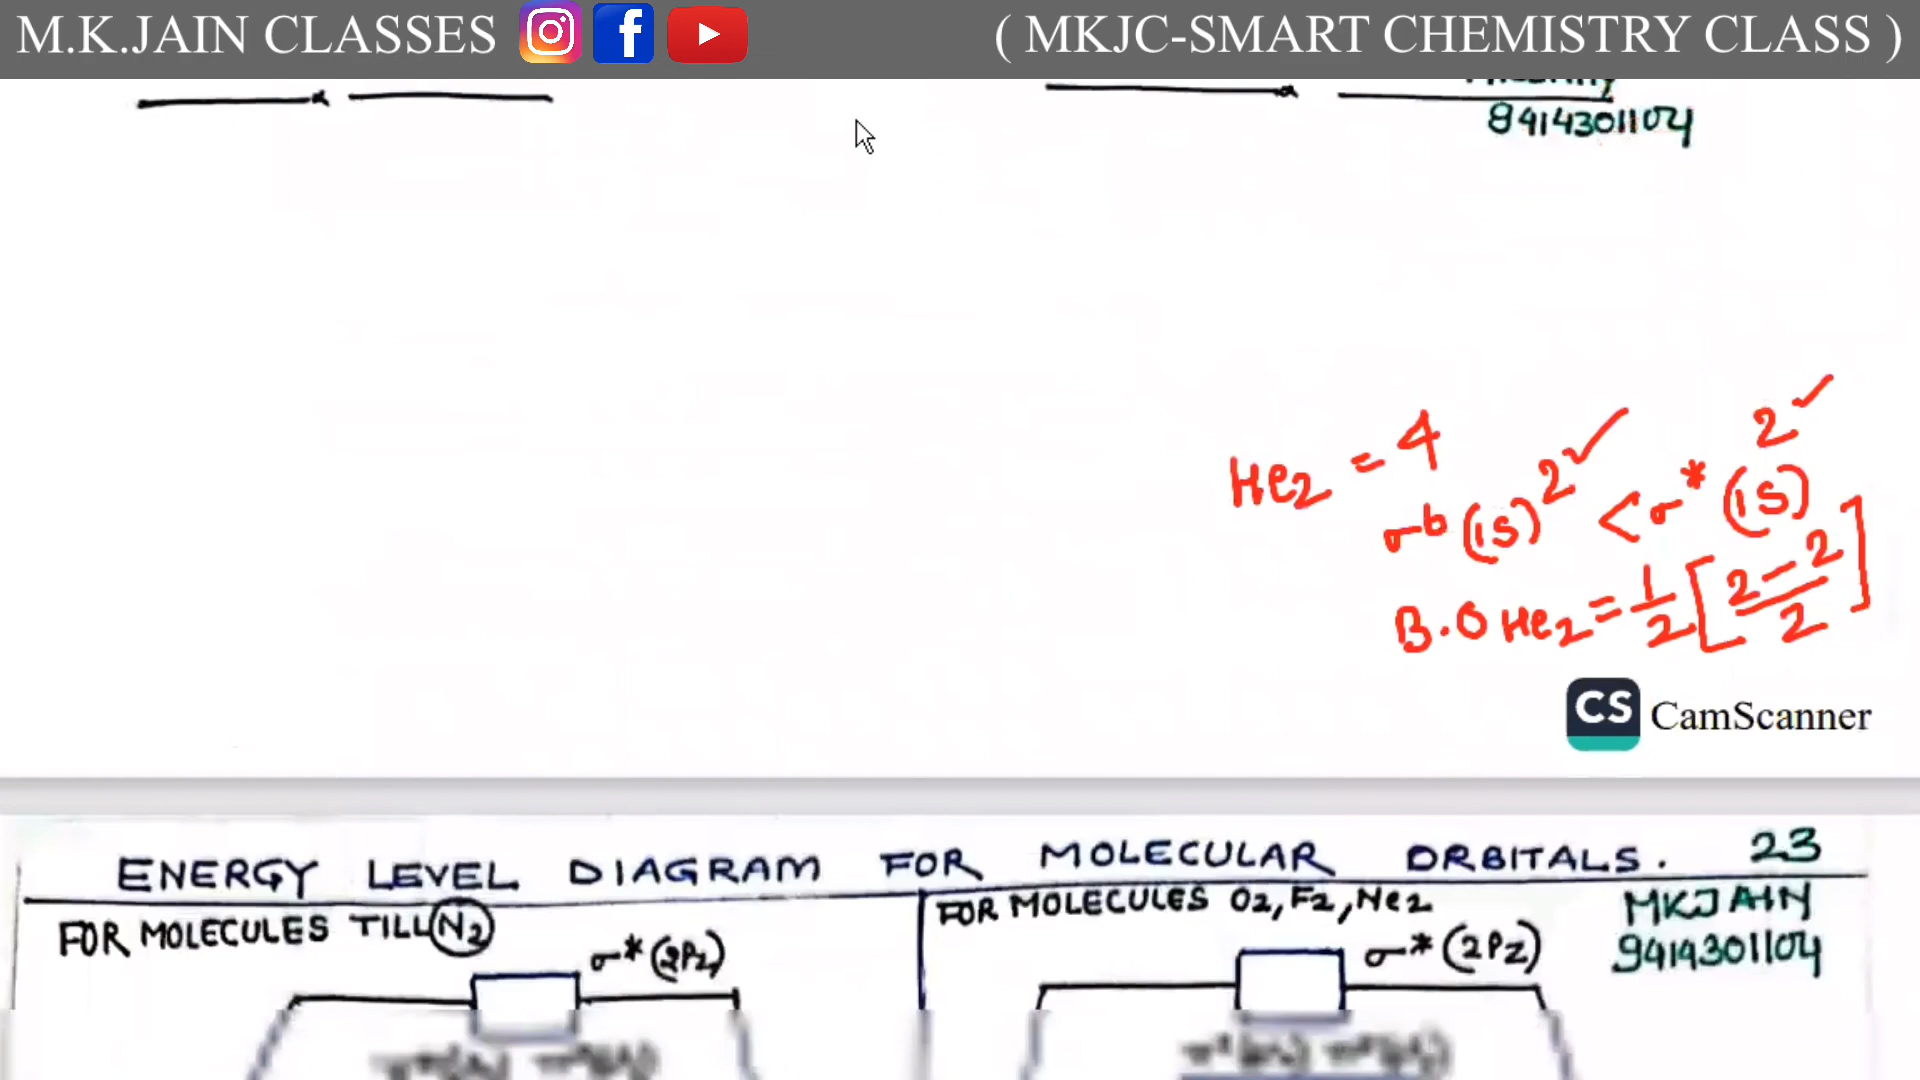 M.K.JAIN CLASSES
( MKJC-SMART CHEMISTRY CLASS )
9414301104
He2 = 4
σb (1S)2 < σ* (1S)2
B.O He2 = 1/2 [2-2/2]
CS CamScanner
ENERGY LEVEL DIAGRAM FOR MOLECULAR ORBITALS. 23
FOR MOLECULES TILL N2
FOR MOLECULES O2, F2, Ne2
MKJAIN
9414301104
σ* (2Pz)
σ* (2Pz)